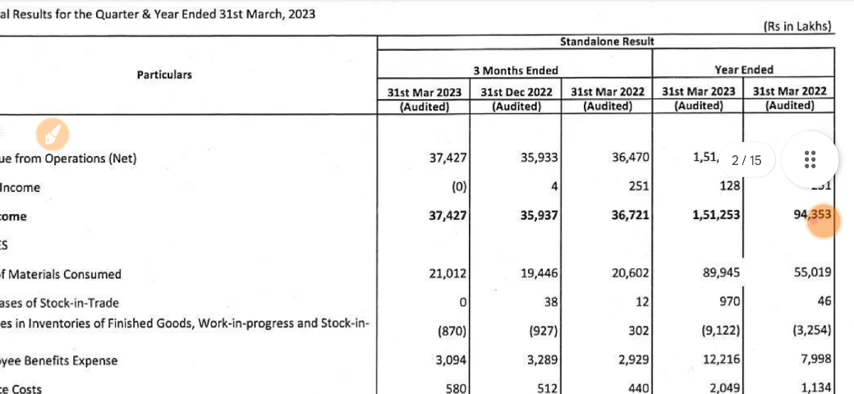 al Results for the Quarter & Year Ended 31st March, 2023
(Rs in Lakhs)
Standalone Result
Particulars 3 Months Ended Year Ended
31st Mar 2023 31st Dec 2022 31st Mar 2022 31st Mar 2023 31st Mar 2022
(Audited) (Audited) (Audited) (Audited) (Audited)
ue from Operations (Net) 37,427 35,933 36,470 1,51, 2 / 15
Income (0) 4 251 128
come 37,427 35,937 36,721 1,51,253 94,353
ES
of Materials Consumed 21,012 19,446 20,602 89,945 55,019
ases of Stock-in-Trade 0 38 12 970 46
es in Inventories of Finished Goods, Work-in-progress and Stock-in-
(870) (927) 302 (9,122) (3,254)
yee Benefits Expense 3,094 3,289 2,929 12,216 7,998
ce Costs 580 512 440 2,049 1,134